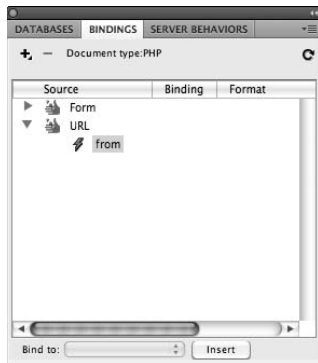 DATABASES BINDINGS SERVER BEHAVIORS
Document type:PHP
Source Binding Format
Form
URL
from
Bind to: Insert